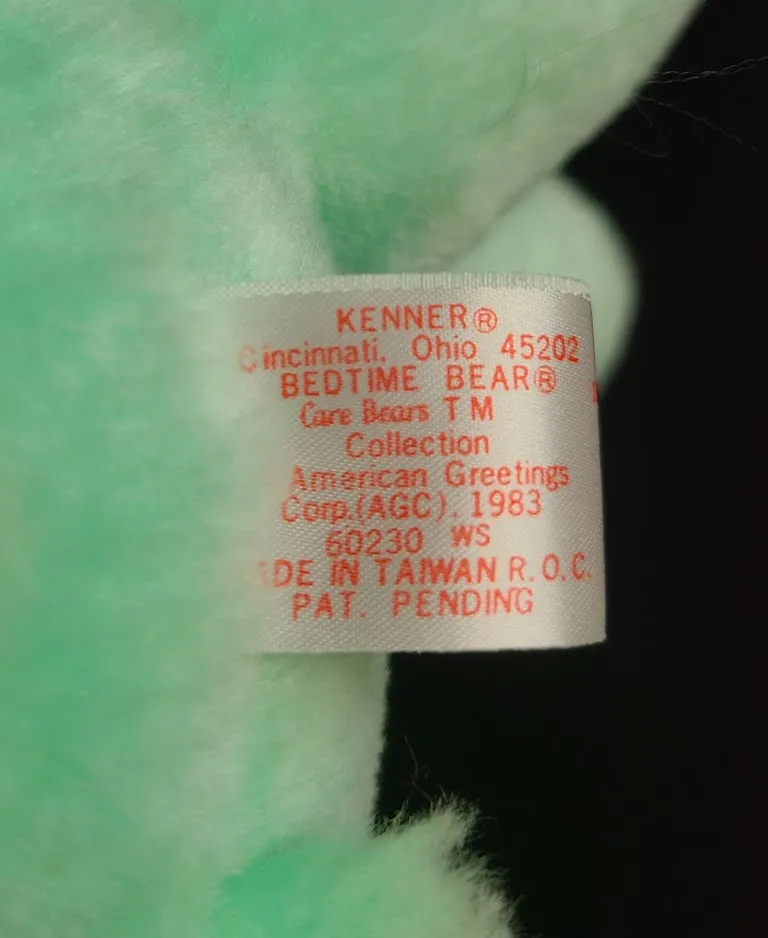 KENNER®
Cincinnati, Ohio 45202
BEDTIME BEAR®
Care Bears TM
Collection
American Greetings
Corp.(AGC), 1983
60230 WS
DE IN TAIWAN R.O.C.
PAT. PENDING